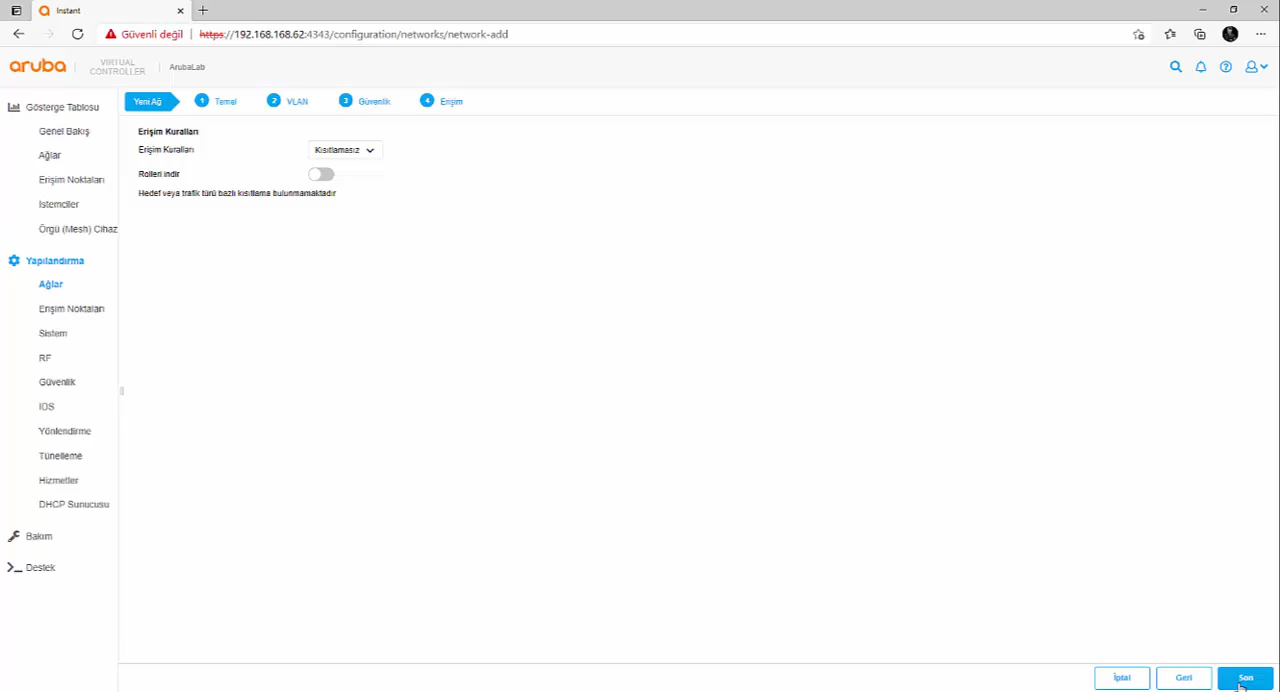 Instant
Güvenli değil
https://192.168.168.62:4343/configuration/networks/network-add
aruba
VIRTUAL
CONTROLLER
ArubaLab
Gösterge Tablosu
Genel Bakış
Ağlar
Erişim Noktaları
İstemciler
Örgü (Mesh) Cihaz
Yapılandırma
Ağlar
Erişim Noktaları
Sistem
RF
Güvenlik
IDS
Yönlendirme
Tünelleme
Hizmetler
DHCP Sunucusu
Bakım
Destek
Yeni Ağ
1 Temel
2 VLAN
3 Güvenlik
4 Erişim
Erişim Kuralları
Erişim Kuralları
Kısıtlamasız
Rolleri indir
Hedef veya trafik türü bazlı kısıtlama bulunmamaktadır
İptal
Geri
Son